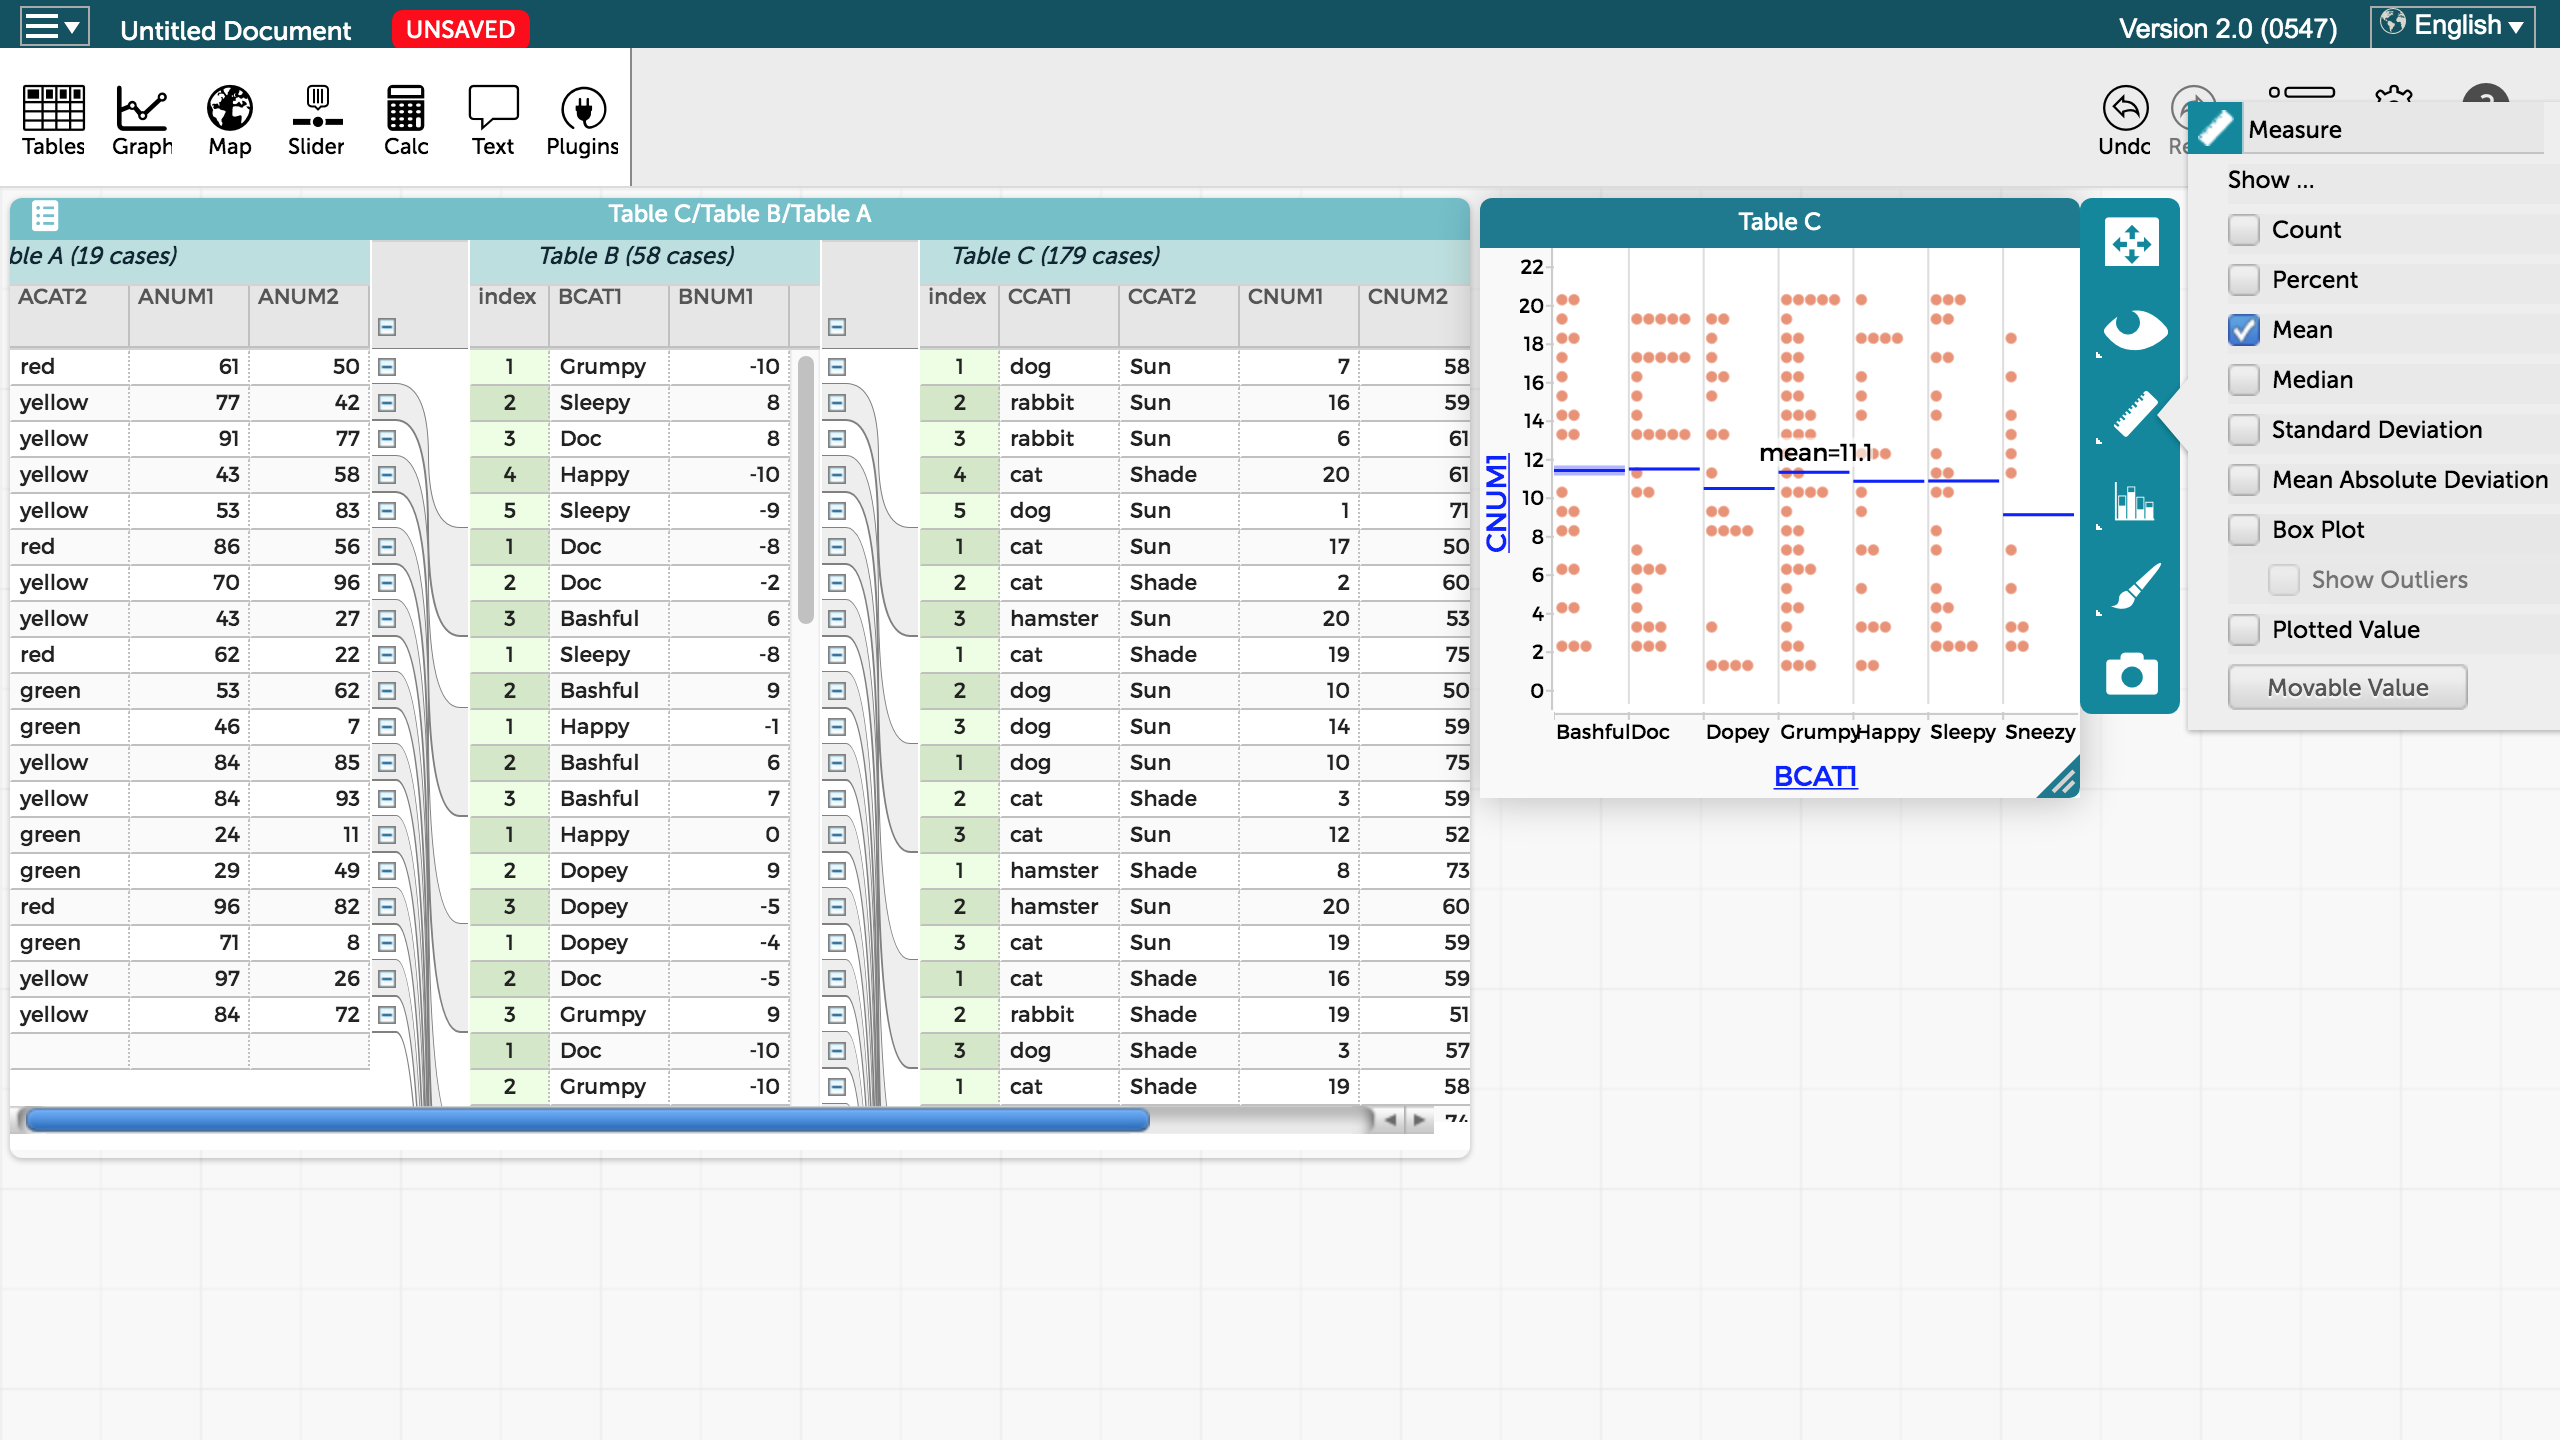 Untitled Document UNSAVED Version 2.0 (0547) English
Tables Graph Map Slider Calc Text Plugins Undo
Measure
Show ...
Count
Percent
Mean
Median
Standard Deviation
Mean Absolute Deviation
Box Plot
Show Outliers
Plotted Value
Movable Value
Table C/Table B/Table A
ble A (19 cases) Table B (58 cases) Table C (179 cases)
ACAT2 ANUM1 ANUM2 index BCAT1 BNUM1 index CCAT1 CCAT2 CNUM1 CNUM2
red 61 50 1 Grumpy -10 1 dog Sun 7 58
yellow 77 42 2 Sleepy 8 2 rabbit Sun 16 59
yellow 91 77 3 Doc 8 3 rabbit Sun 6 61
yellow 43 58 4 Happy -10 4 cat Shade 20 61
yellow 53 83 5 Sleepy -9 5 dog Sun 1 71
red 86 56 1 Doc -8 1 cat Sun 17 50
yellow 70 96 2 Doc -2 2 cat Shade 2 60
yellow 43 27 3 Bashful 6 3 hamster Sun 20 53
red 62 22 1 Sleepy -8 1 cat Shade 19 75
green 53 62 2 Bashful 9 2 dog Sun 10 50
green 46 7 1 Happy -1 3 dog Sun 14 59
yellow 84 85 2 Bashful 6 1 dog Sun 10 75
yellow 84 93 3 Bashful 7 2 cat Shade 3 59
green 24 11 1 Happy 0 3 cat Sun 12 52
green 29 49 2 Dopey 9 1 hamster Shade 8 73
red 96 82 3 Dopey -5 2 hamster Sun 20 60
green 71 8 1 Dopey -4 3 cat Sun 19 59
yellow 97 26 2 Doc -5 1 cat Shade 16 59
yellow 84 72 3 Grumpy 9 2 rabbit Shade 19 51
1 Doc -10 3 dog Shade 3 57
2 Grumpy -10 1 cat Shade 19 58
Table C
22
20
18
16
14
12
10
8
6
4
2
0
CNUM1
mean=11.1
Bashful Doc Dopey Grumpy Happy Sleepy Sneezy
BCAT1